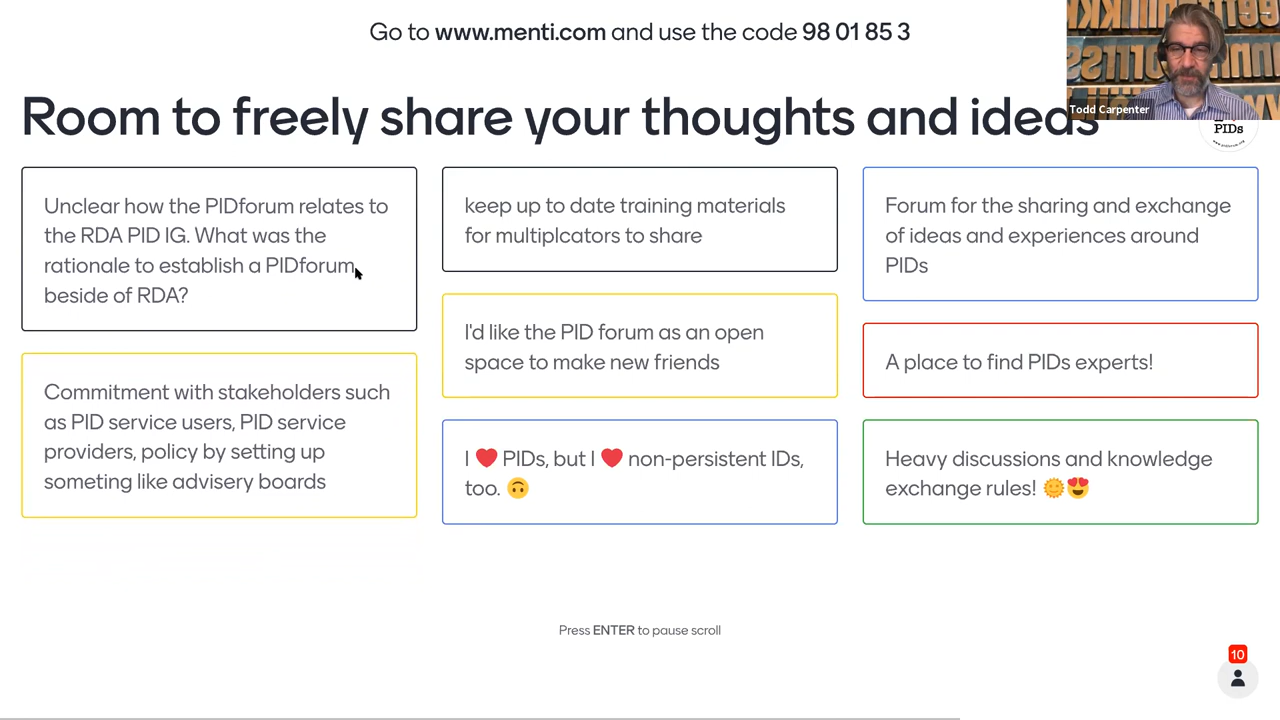 Go to www.menti.com and use the code 98 01 85 3
Todd Carpenter
Room to freely share your thoughts and ideas
PIDs
Unclear how the PIDforum relates to
the RDA PID IG. What was the
rationale to establish a PIDforum
beside of RDA?
Commitment with stakeholders such
as PID service users, PID service
providers, policy by setting up
someting like advisery boards
keep up to date training materials
for multiplcators to share
I'd like the PID forum as an open
space to make new friends
I ❤️ PIDs, but I ❤️ non-persistent IDs,
too. 🙃
Forum for the sharing and exchange
of ideas and experiences around
PIDs
A place to find PIDs experts!
Heavy discussions and knowledge
exchange rules! 🌞😍
Press ENTER to pause scroll
10